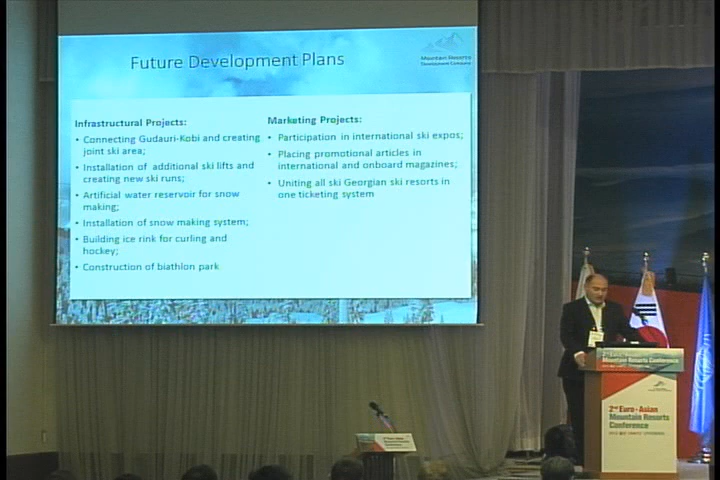 Future Development Plans
Mountain Resorts
Development Company
Infrastructural Projects:
• Connecting Gudauri-Kobi and creating
joint ski area;
• Installation of additional ski lifts and
creating new ski runs;
• Artificial water reservoir for snow
making;
• Installation of snow making system;
• Building ice rink for curling and
hockey;
• Construction of biathlon park
Marketing Projects:
• Participation in international ski expos;
• Placing promotional articles in
international and onboard magazines;
• Uniting all ski Georgian ski resorts in
one ticketing system
2nd Euro-Asian
Mountain Resorts Conference
2nd Euro-Asian
Mountain Resorts
Conference